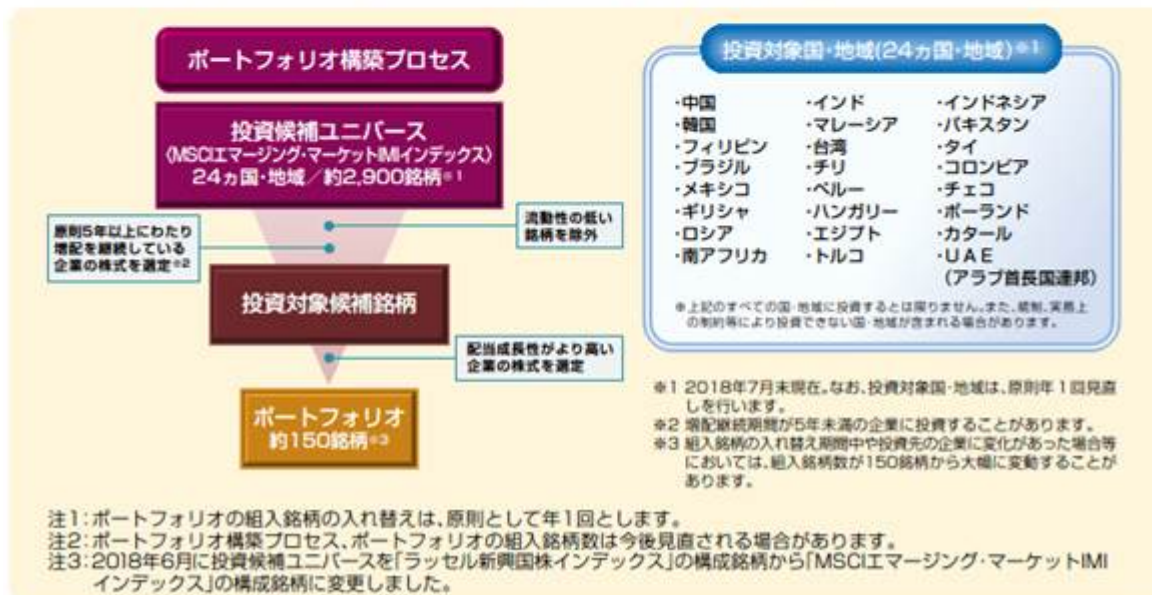 ポートフォリオ構築プロセス
投資候補ユニバース
〈MSCIエマージング・マーケットIMIインデックス〉
24ヵ国・地域／約2,900銘柄※1
原則5年以上にわたり
増配を継続している
企業の株式を選定※2
流動性の低い
銘柄を除外
投資対象候補銘柄
配当成長性がより高い
企業の株式を選定
ポートフォリオ
約150銘柄※3
投資対象国・地域(24ヵ国・地域)※1
・中国 ・インド ・インドネシア
・韓国 ・マレーシア ・パキスタン
・フィリピン ・台湾 ・タイ
・ブラジル ・チリ ・コロンビア
・メキシコ ・ペルー ・チェコ
・ギリシャ ・ハンガリー ・ポーランド
・ロシア ・エジプト ・カタール
・南アフリカ ・トルコ ・UAE
（アラブ首長国連邦）
※上記のすべての国・地域に投資するとは限りません。また、規制、実務上
の制約等により投資できない国・地域が含まれる場合があります。
※1 2018年7月末現在。なお、投資対象国・地域は、原則年1回見直
しを行います。
※2 増配継続期間が5年未満の企業に投資することがあります。
※3 組入銘柄の入れ替え期間中や投資先の企業に変化があった場合等
においては、組入銘柄数が150銘柄から大幅に変動することが
あります。
注1：ポートフォリオの組入銘柄の入れ替えは、原則として年1回とします。
注2：ポートフォリオ構築プロセス、ポートフォリオの組入銘柄数は今後見直される場合があります。
注3：2018年6月に投資候補ユニバースを「ラッセル新興国株インデックス」の構成銘柄から「MSCIエマージング・マーケットIMI
インデックス」の構成銘柄に変更しました。